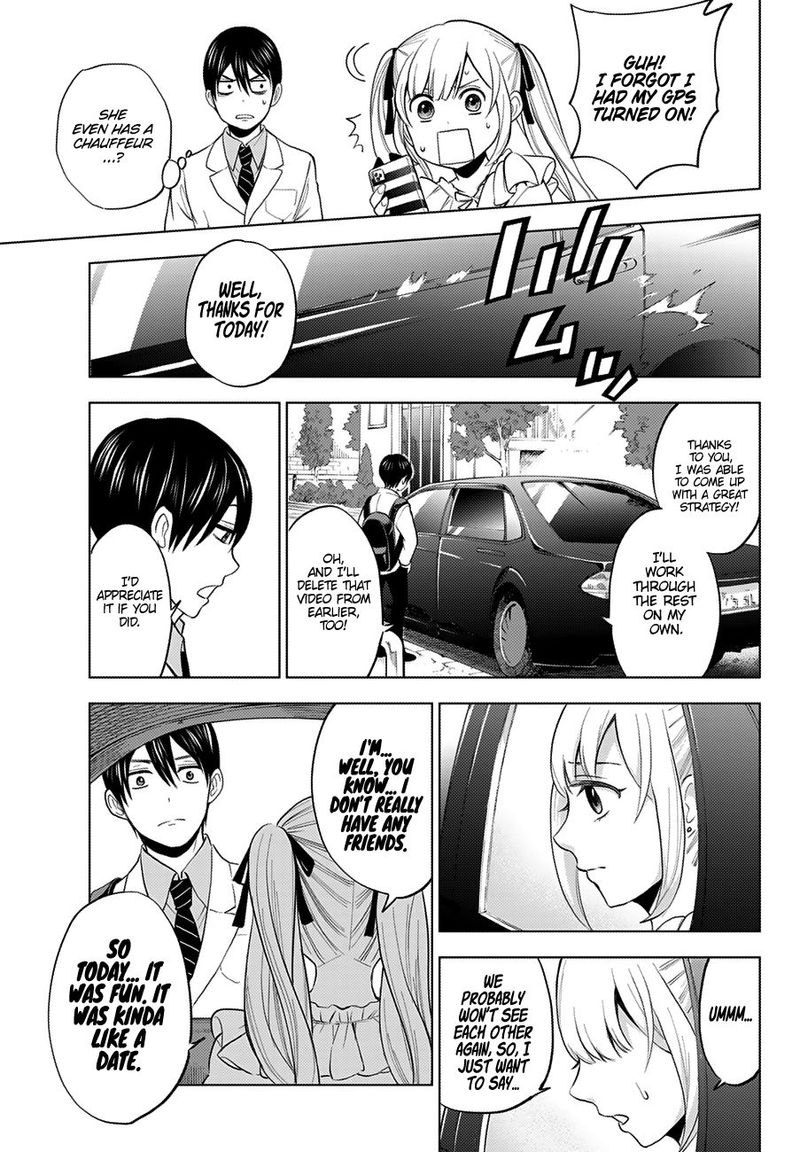 GUH!
I FORGOT I
HAD MY GPS
TURNED ON!
SHE
EVEN HAS A
CHAUFFEUR
...?
WELL,
THANKS FOR
TODAY!
THANKS
TO YOU,
I WAS ABLE
TO COME UP
WITH A GREAT
STRATEGY!
I'LL
WORK
THROUGH
THE REST
ON MY
OWN.
OH,
AND I'LL
DELETE THAT
VIDEO FROM
EARLIER,
TOO!
I'D
APPRECIATE
IT IF YOU
DID.
UMMM...
WE
PROBABLY
WON'T SEE
EACH OTHER
AGAIN, SO, I
JUST WANT
TO SAY...
I'M...
WELL, YOU
KNOW... I
DON'T REALLY
HAVE ANY
FRIENDS.
SO
TODAY... IT
WAS FUN. IT
WAS KINDA
LIKE A
DATE.